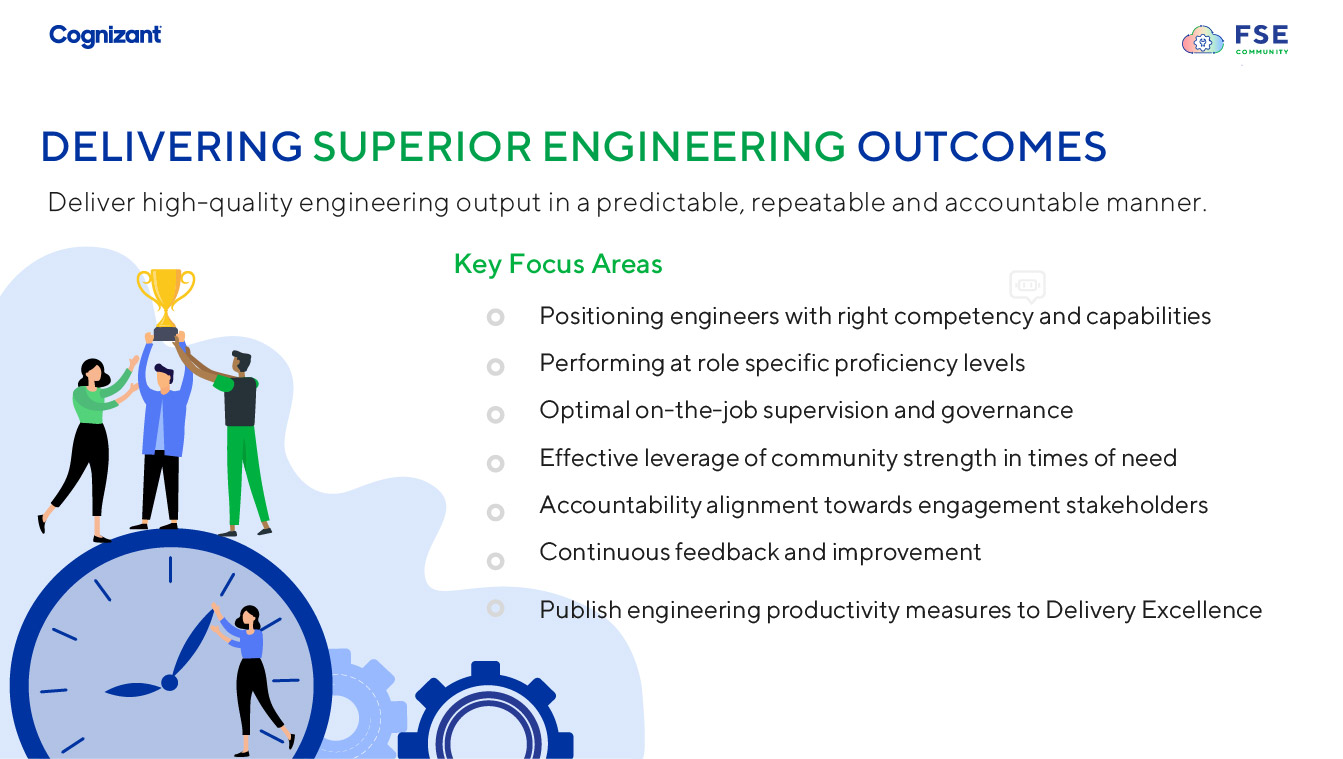 Cognizant
FSE
COMMUNITY
DELIVERING SUPERIOR ENGINEERING OUTCOMES
Deliver high-quality engineering output in a predictable, repeatable and accountable manner.
Key Focus Areas
Positioning engineers with right competency and capabilities
Performing at role specific proficiency levels
Optimal on-the-job supervision and governance
Effective leverage of community strength in times of need
Accountability alignment towards engagement stakeholders
Continuous feedback and improvement
Publish engineering productivity measures to Delivery Excellence